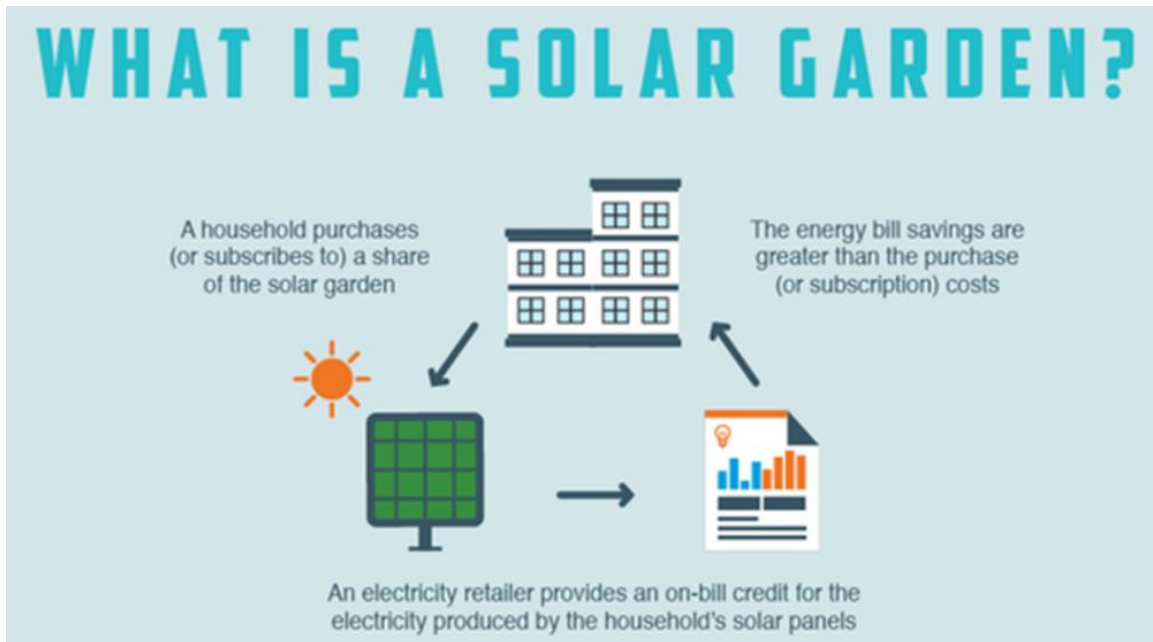 WHAT IS A SOLAR GARDEN?
A household purchases
(or subscribes to) a share
of the solar garden
The energy bill savings are
greater than the purchase
(or subscription) costs
An electricity retailer provides an on-bill credit for the
electricity produced by the household's solar panels